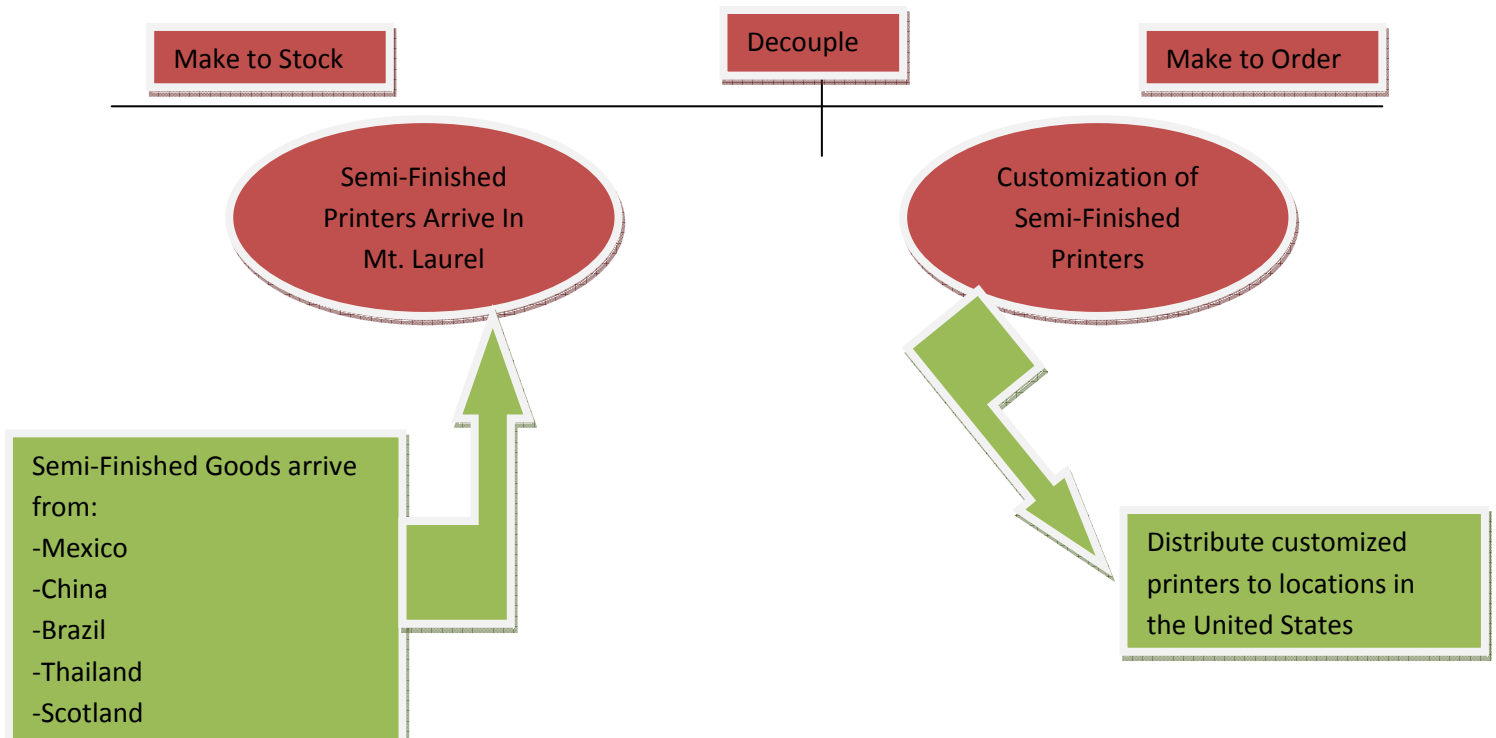 Make to Stock
Decouple
Make to Order
Semi-Finished
Printers Arrive In
Mt. Laurel
Customization of
Semi-Finished
Printers
Semi-Finished Goods arrive
from:
-Mexico
-China
-Brazil
-Thailand
-Scotland
Distribute customized
printers to locations in
the United States